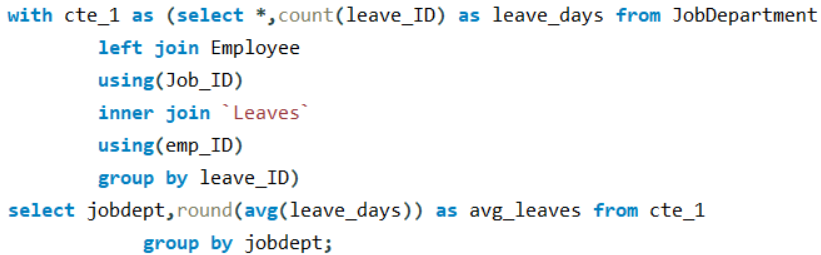 with cte_1 as (select *,count(leave_ID) as leave_days from JobDepartment
left join Employee
using(Job_ID)
inner join `Leaves`
using(emp_ID)
group by leave_ID)
select jobdept,round(avg(leave_days)) as avg_leaves from cte_1
group by jobdept;